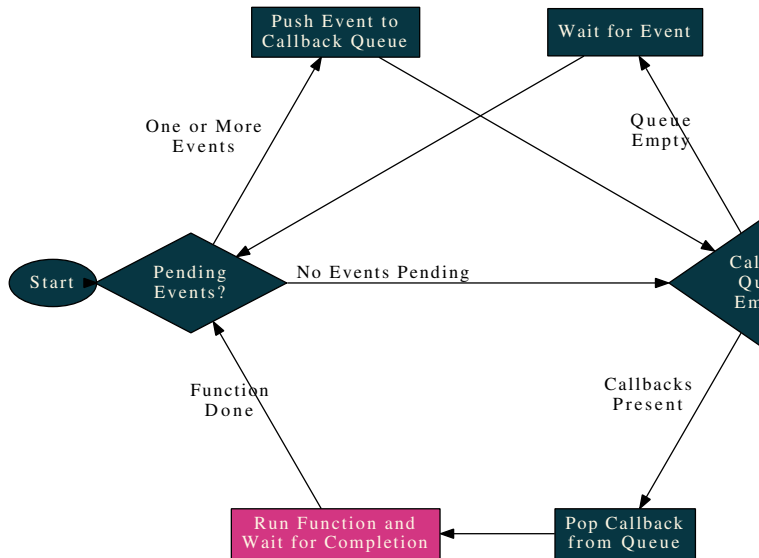 Push Event to
Callback Queue
Wait for Event
One or More
Events
Queue
Empty
Start
Pending
Events?
No Events Pending
Function
Done
Callbacks
Present
Run Function and
Wait for Completion
Pop Callback
from Queue